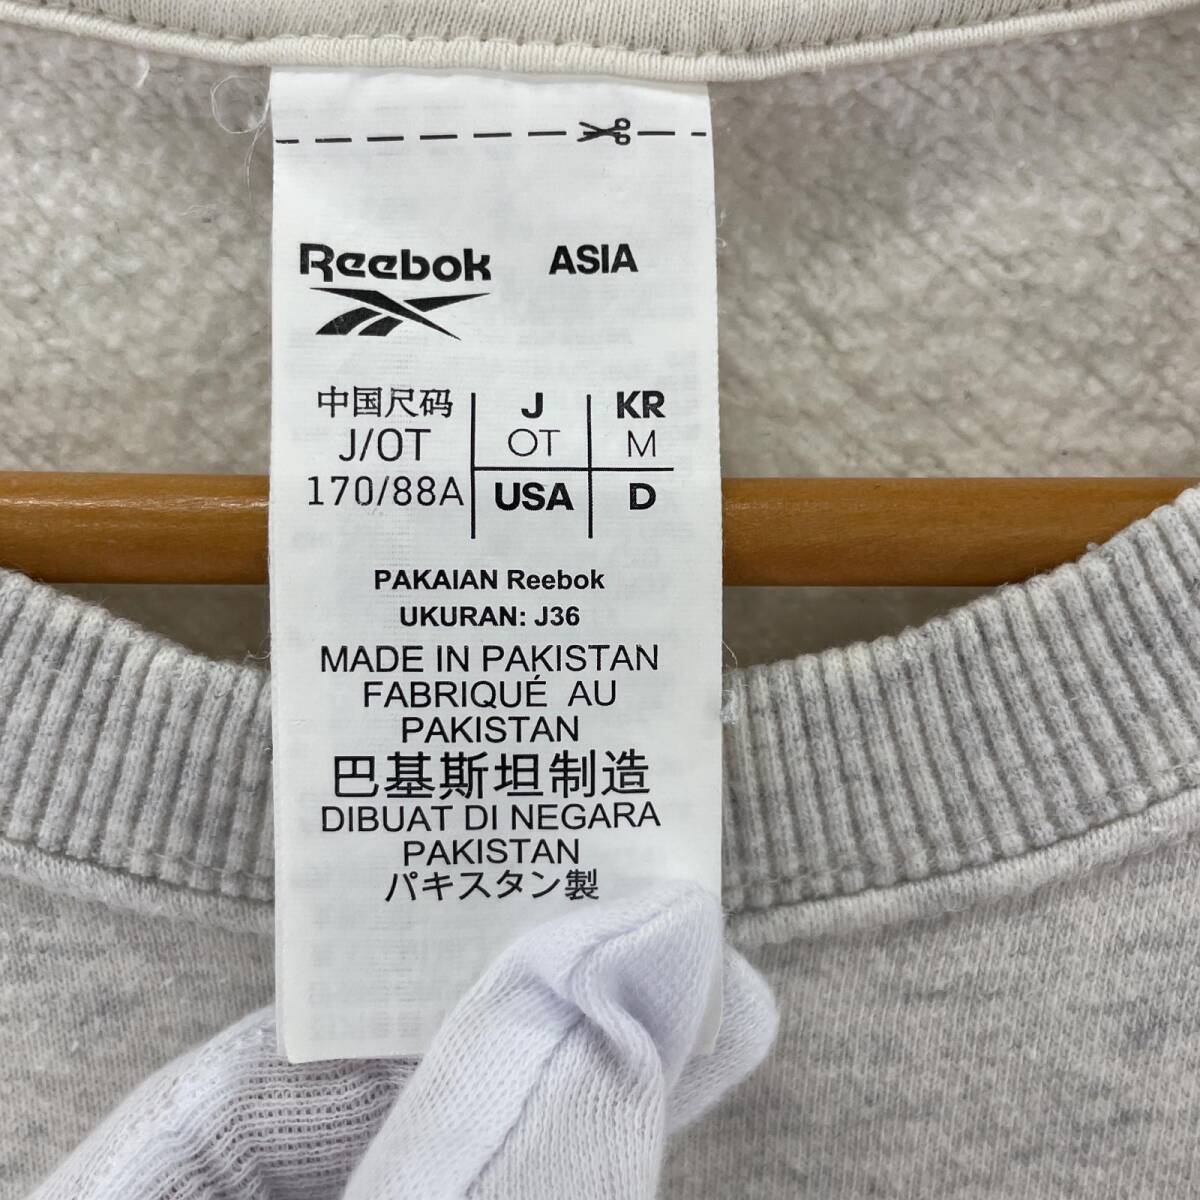 Reebok ASIA
中国尺码 J KR
J/OT OT M
170/88A USA D
PAKAIAN Reebok
UKURAN: J36
MADE IN PAKISTAN
FABRIQUÉ AU
PAKISTAN
巴基斯坦制造
DIBUAT DI NEGARA
PAKISTAN
パキスタン製